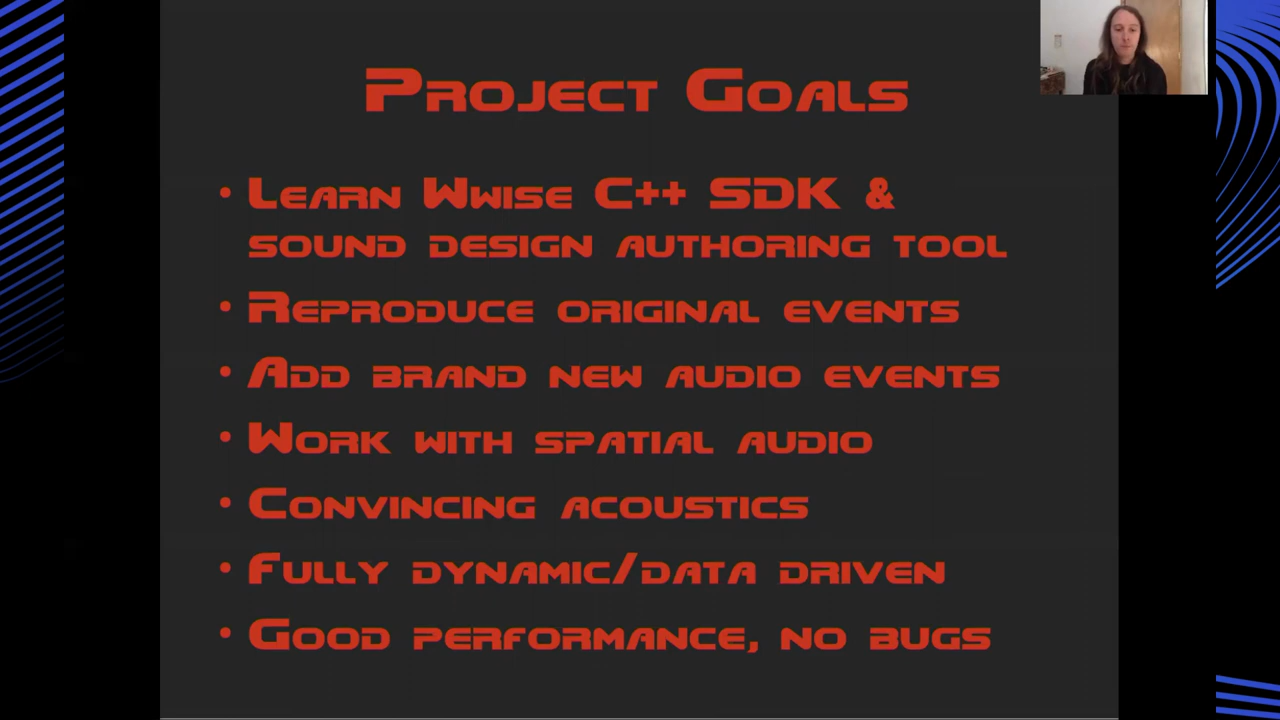 Project Goals
• Learn Wwise C++ SDK &
sound design authoring tool
• Reproduce original events
• Add brand new audio events
• Work with spatial audio
• Convincing acoustics
• Fully dynamic/data driven
• Good performance, no bugs